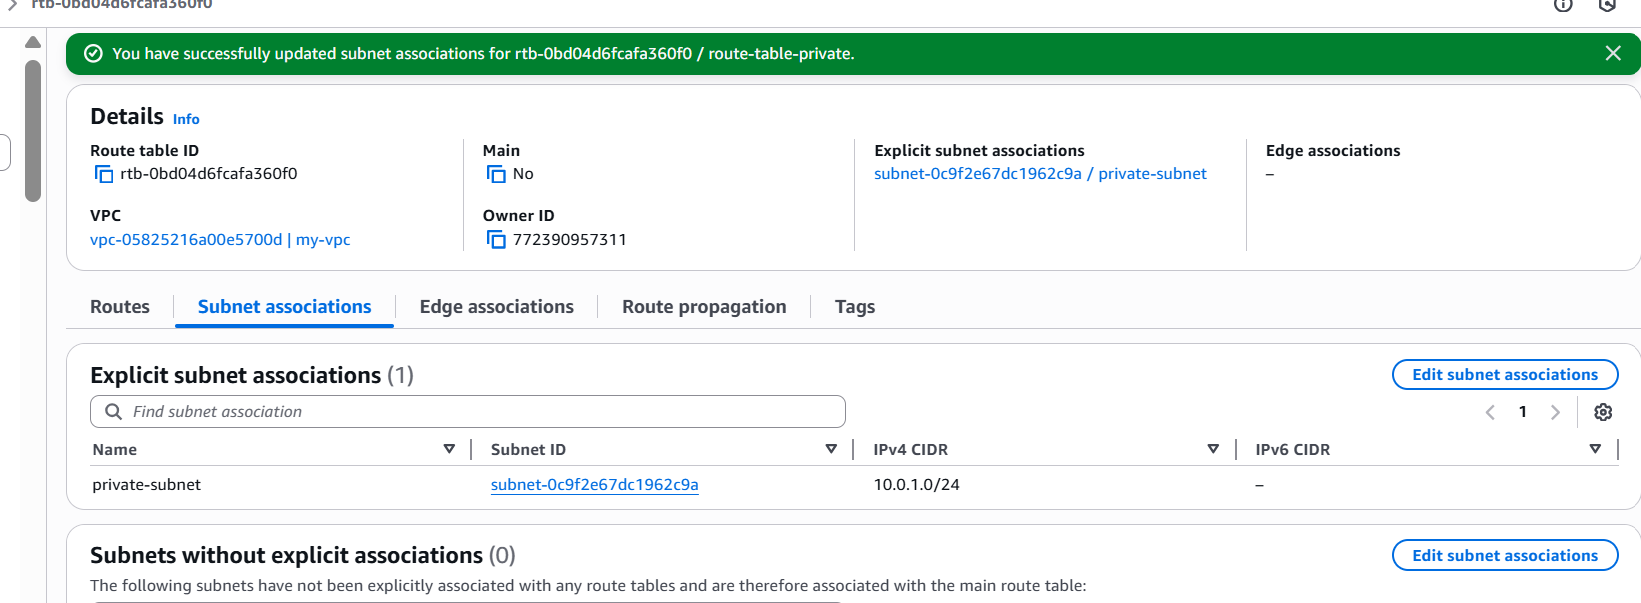 rtb-0bd04d6fcafa360f0
You have successfully updated subnet associations for rtb-0bd04d6fcafa360f0 / route-table-private.
Details Info
Route table ID
rtb-0bd04d6fcafa360f0
Main
No
Explicit subnet associations
subnet-0c9f2e67dc1962c9a / private-subnet
Edge associations
–
VPC
vpc-05825216a00e5700d | my-vpc
Owner ID
772390957311
Routes Subnet associations Edge associations Route propagation Tags
Explicit subnet associations (1)
Edit subnet associations
Find subnet association
1
Name Subnet ID IPv4 CIDR IPv6 CIDR
private-subnet subnet-0c9f2e67dc1962c9a 10.0.1.0/24 –
Subnets without explicit associations (0)
Edit subnet associations
The following subnets have not been explicitly associated with any route tables and are therefore associated with the main route table: